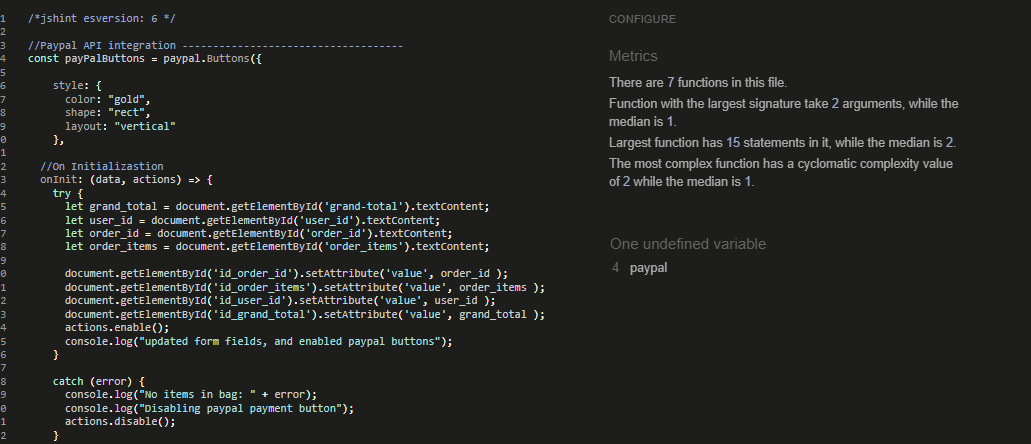 1 /*jshint esversion: 6 */
2
3 //Paypal API integration ------------------------------------
4 const payPalButtons = paypal.Buttons({
5
6 style: {
7 color: "gold",
8 shape: "rect",
9 layout: "vertical"
0 },
1
2 //On Initializastion
3 onInit: (data, actions) => {
4 try {
5 let grand_total = document.getElementById('grand-total').textContent;
6 let user_id = document.getElementById('user_id').textContent;
7 let order_id = document.getElementById('order_id').textContent;
8 let order_items = document.getElementById('order_items').textContent;
9
0 document.getElementById('id_order_id').setAttribute('value', order_id );
1 document.getElementById('id_order_items').setAttribute('value', order_items );
2 document.getElementById('id_user_id').setAttribute('value', user_id );
3 document.getElementById('id_grand_total').setAttribute('value', grand_total );
4 actions.enable();
5 console.log("updated form fields, and enabled paypal buttons");
6 }
7
8 catch (error) {
9 console.log("No items in bag: " + error);
0 console.log("Disabling paypal payment button");
1 actions.disable();
2 }
CONFIGURE
Metrics
There are 7 functions in this file.
Function with the largest signature take 2 arguments, while the
median is 1.
Largest function has 15 statements in it, while the median is 2.
The most complex function has a cyclomatic complexity value
of 2 while the median is 1.
One undefined variable
4 paypal